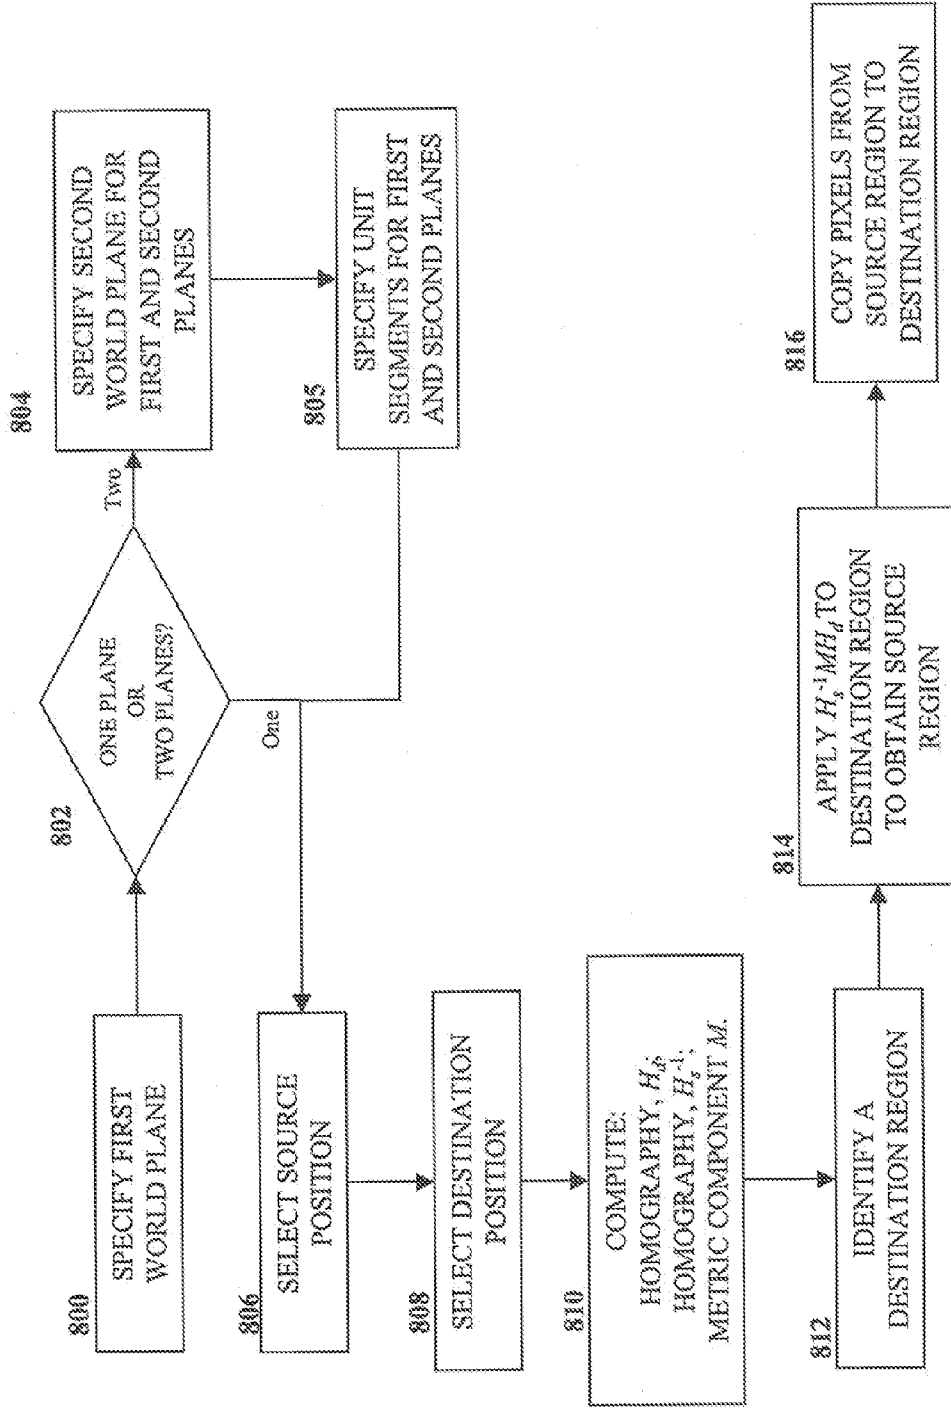 800
SPECIFY FIRST
WORLD PLANE
802
ONE PLANE
OR
TWO PLANES?
Two
One
804
SPECIFY SECOND
WORLD PLANE FOR
FIRST AND SECOND
PLANES
805
SPECIFY UNIT
SEGMENTS FOR FIRST
AND SECOND PLANES
806
SELECT SOURCE
POSITION
808
SELECT DESTINATION
POSITION
810
COMPUTE:
HOMOGRAPHY, H_d,
HOMOGRAPHY, H_s^-1,
METRIC COMPONENT M.
812
IDENTIFY A
DESTINATION REGION
814
APPLY H_s^-1MH_d TO
DESTINATION REGION
TO OBTAIN SOURCE
REGION
816
COPY PIXELS FROM
SOURCE REGION TO
DESTINATION REGION